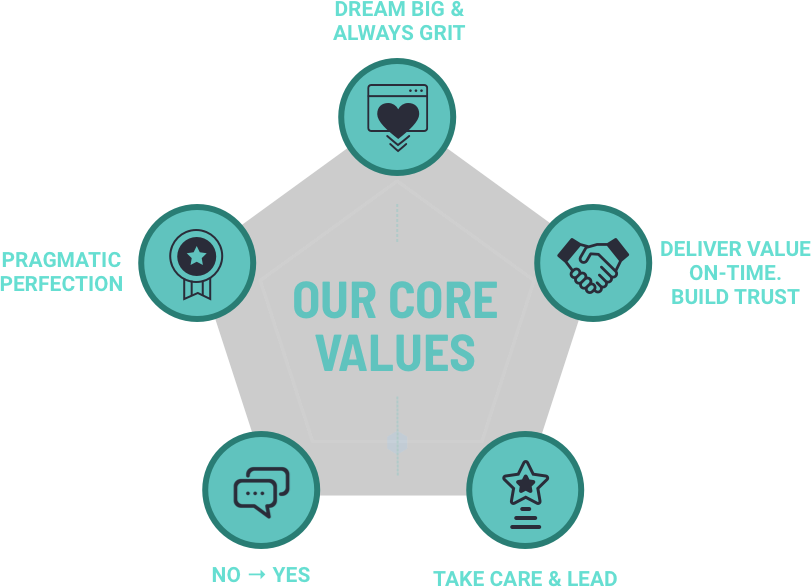 DREAM BIG &
ALWAYS GRIT
PRAGMATIC
PERFECTION
DELIVER VALUE
ON-TIME.
BUILD TRUST
OUR CORE
VALUES
NO → YES
TAKE CARE & LEAD